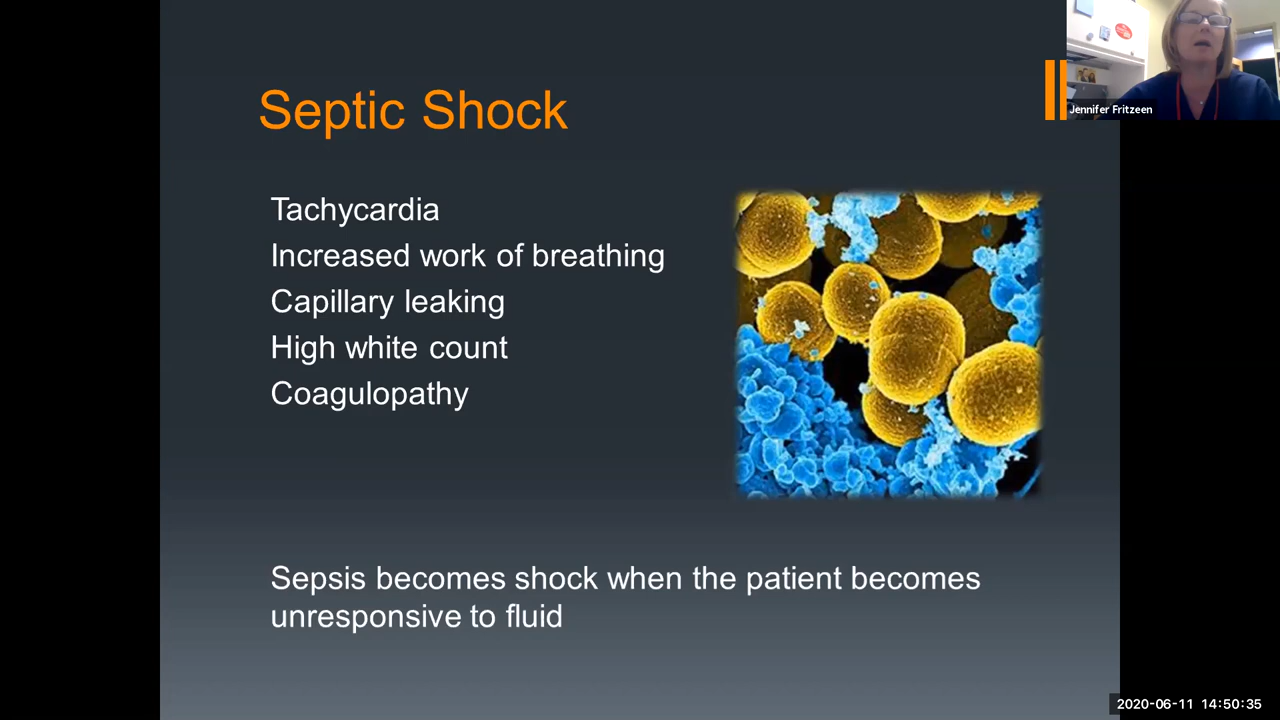 Septic Shock
Jennifer Fritzeen
Tachycardia
Increased work of breathing
Capillary leaking
High white count
Coagulopathy
Sepsis becomes shock when the patient becomes
unresponsive to fluid
2020-06-11 14:50:35